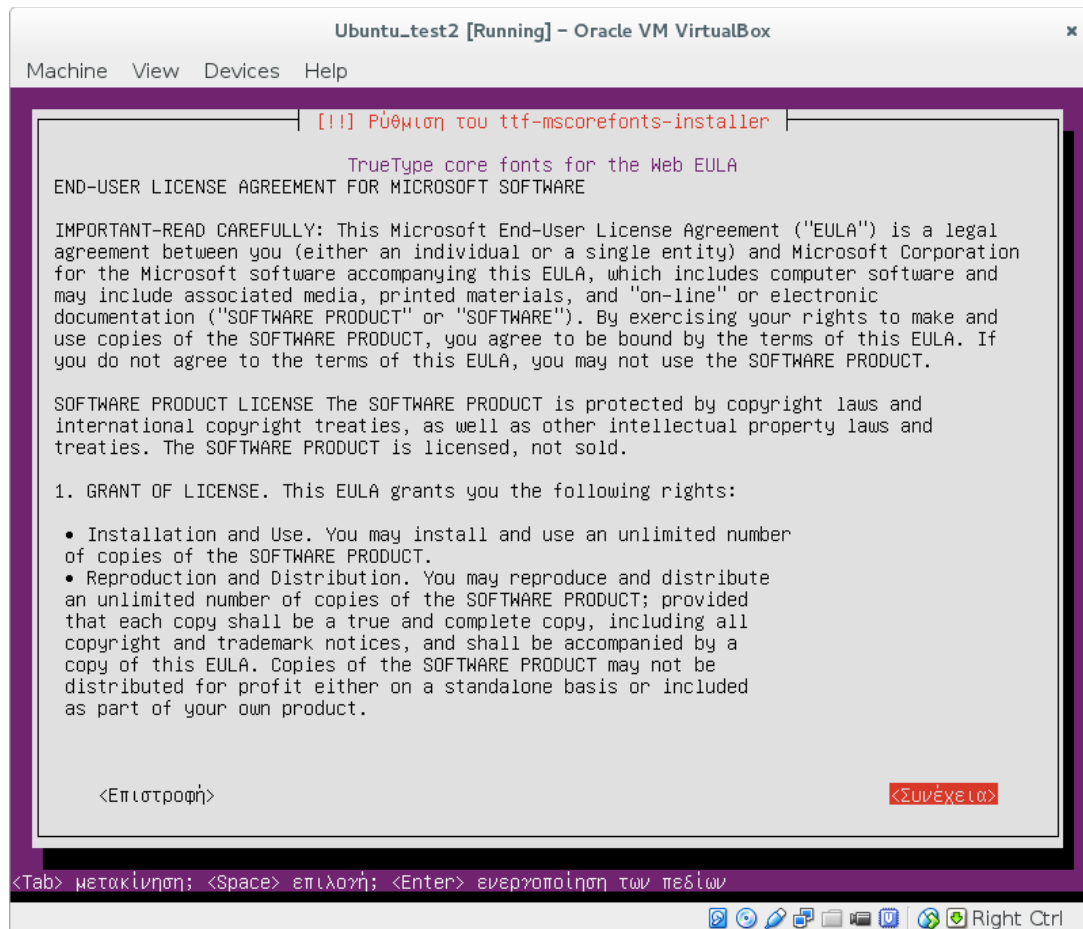 Ubuntu_test2 [Running] – Oracle VM VirtualBox
Machine View Devices Help
[!!] Ρύθμιση του ttf-mscorefonts-installer
TrueType core fonts for the Web EULA
END-USER LICENSE AGREEMENT FOR MICROSOFT SOFTWARE
IMPORTANT-READ CAREFULLY: This Microsoft End-User License Agreement ("EULA") is a legal
agreement between you (either an individual or a single entity) and Microsoft Corporation
for the Microsoft software accompanying this EULA, which includes computer software and
may include associated media, printed materials, and "on-line" or electronic
documentation ("SOFTWARE PRODUCT" or "SOFTWARE"). By exercising your rights to make and
use copies of the SOFTWARE PRODUCT, you agree to be bound by the terms of this EULA. If
you do not agree to the terms of this EULA, you may not use the SOFTWARE PRODUCT.
SOFTWARE PRODUCT LICENSE The SOFTWARE PRODUCT is protected by copyright laws and
international copyright treaties, as well as other intellectual property laws and
treaties. The SOFTWARE PRODUCT is licensed, not sold.
1. GRANT OF LICENSE. This EULA grants you the following rights:
• Installation and Use. You may install and use an unlimited number
of copies of the SOFTWARE PRODUCT.
• Reproduction and Distribution. You may reproduce and distribute
an unlimited number of copies of the SOFTWARE PRODUCT; provided
that each copy shall be a true and complete copy, including all
copyright and trademark notices, and shall be accompanied by a
copy of this EULA. Copies of the SOFTWARE PRODUCT may not be
distributed for profit either on a standalone basis or included
as part of your own product.
<Επιστροφή> <Συνέχεια>
<Tab> μετακίνηση; <Space> επιλογή; <Enter> ενεργοποίηση των πεδίων
Right Ctrl